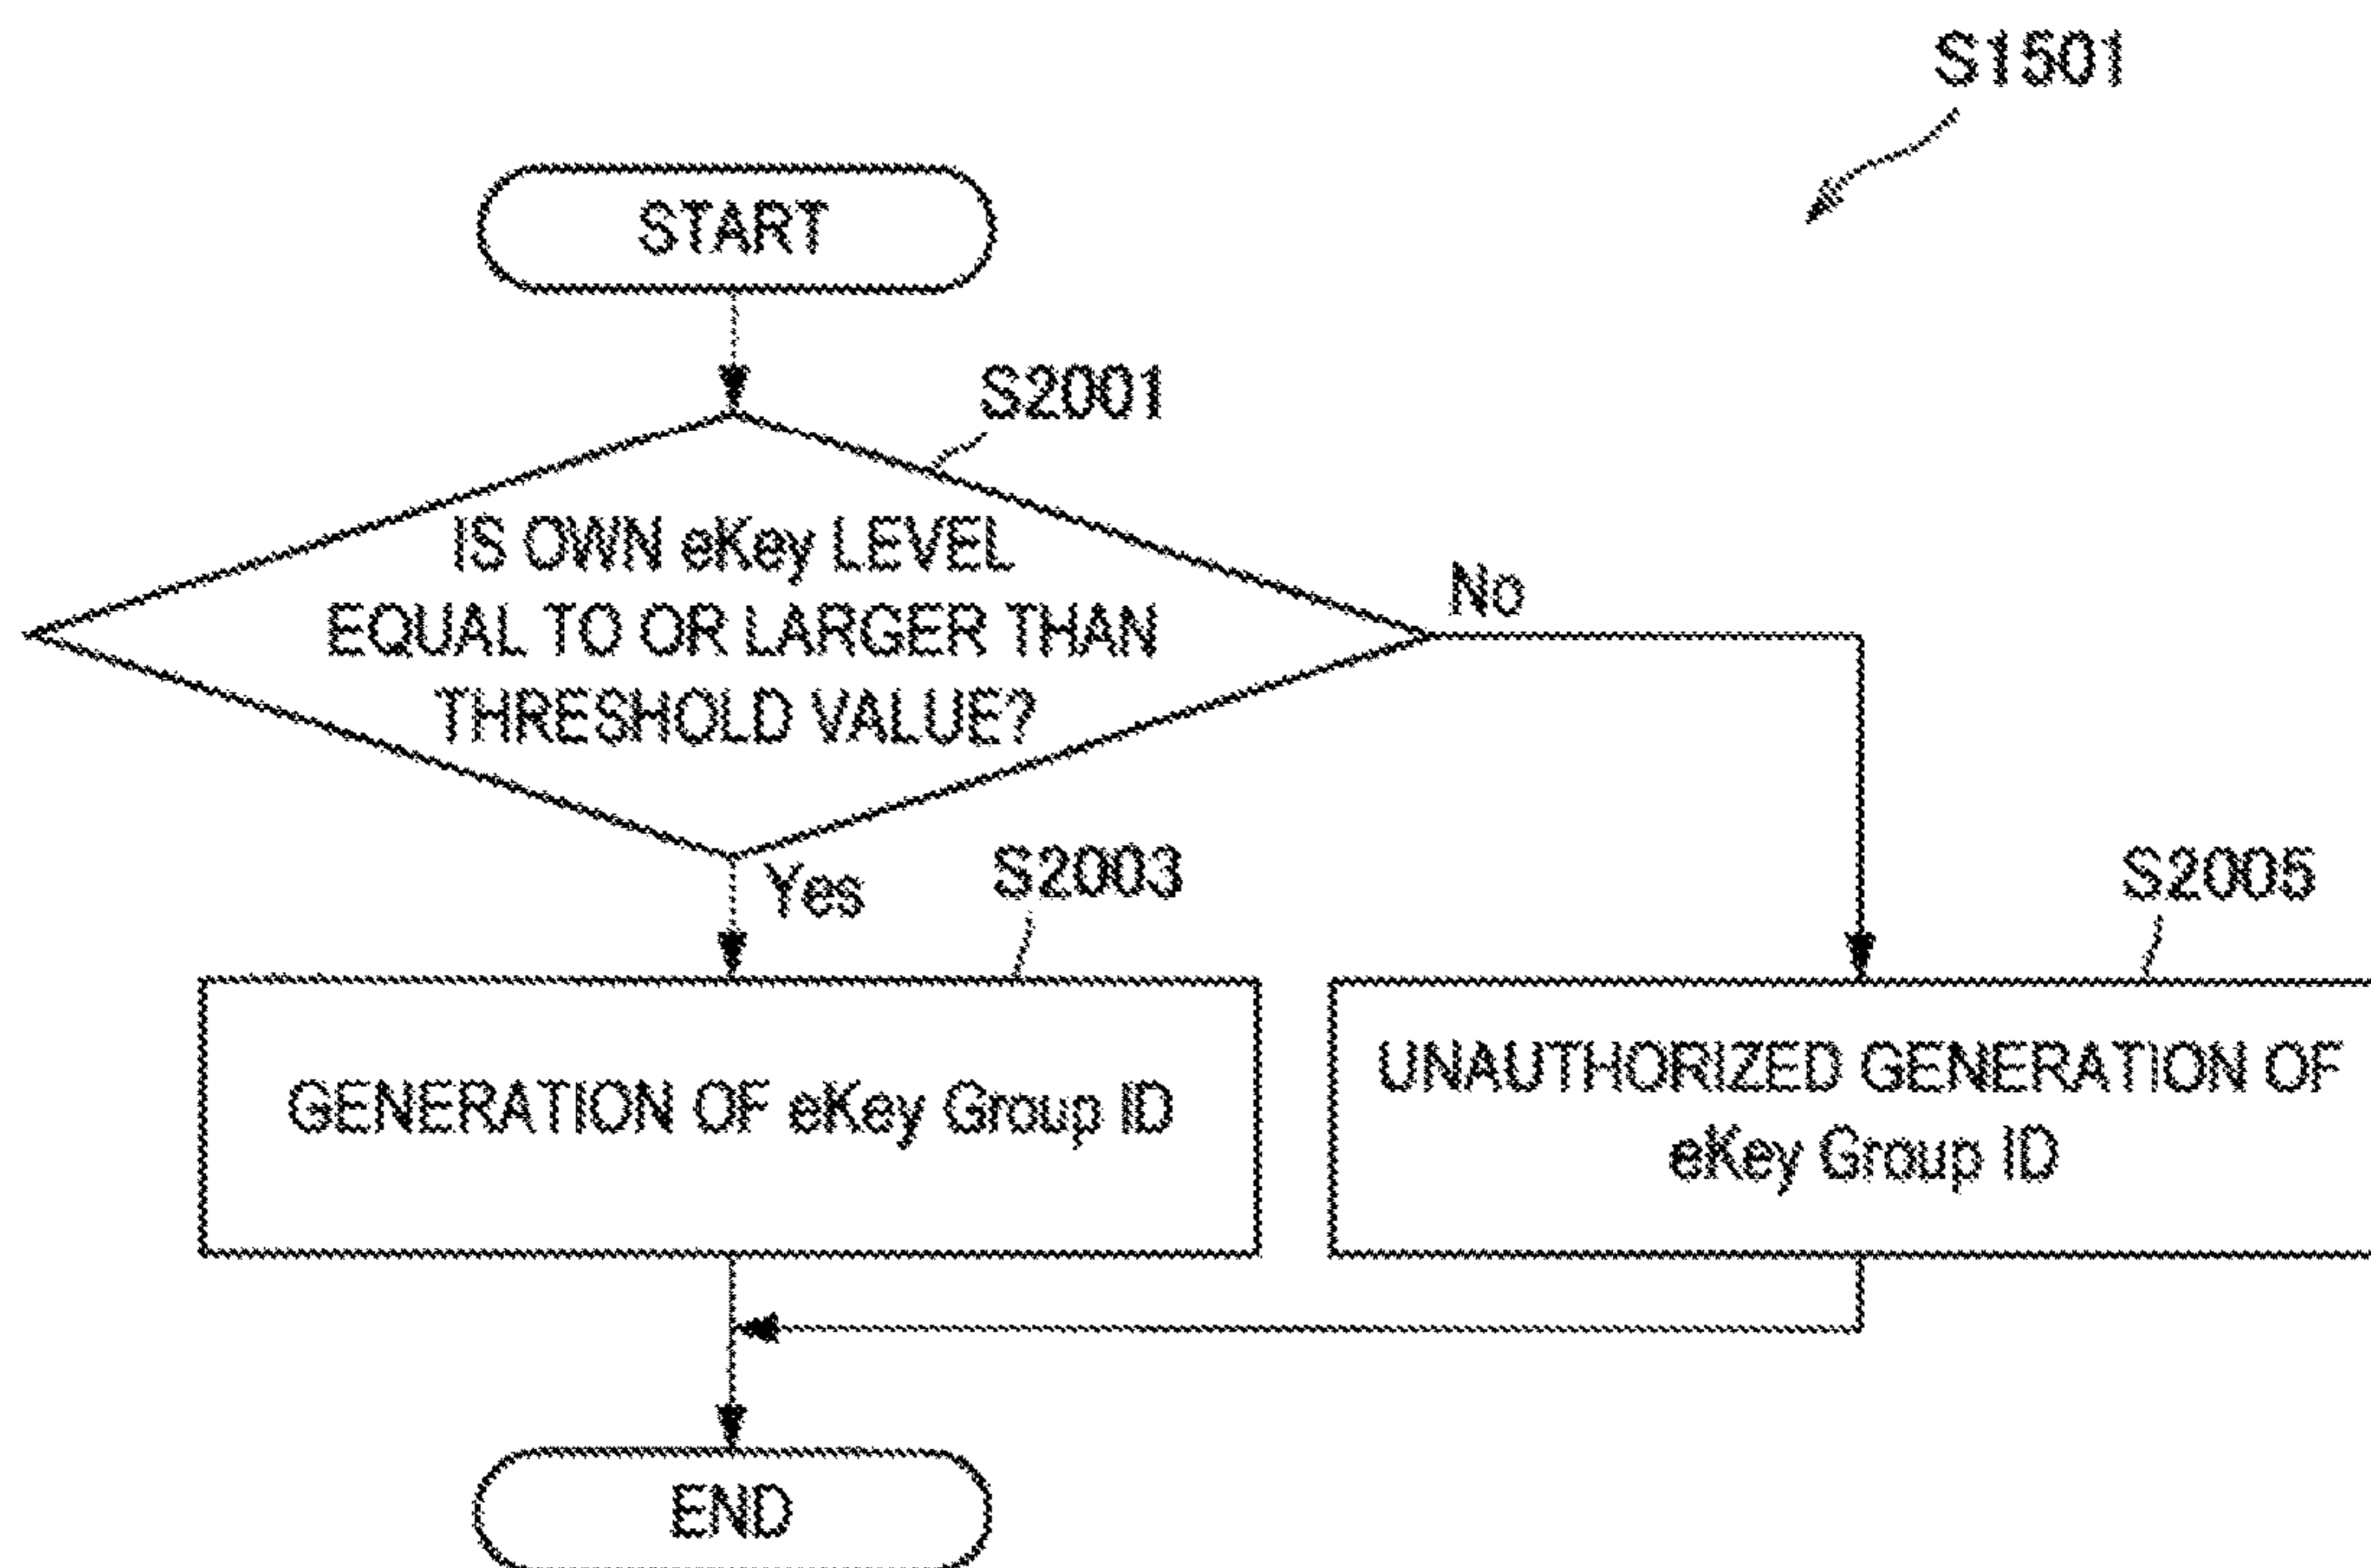 S1501
START
S2001
IS OWN eKey LEVEL
EQUAL TO OR LARGER THAN
THRESHOLD VALUE?
No
Yes
S2003
S2005
GENERATION OF eKey Group ID
UNAUTHORIZED GENERATION OF
eKey Group ID
END